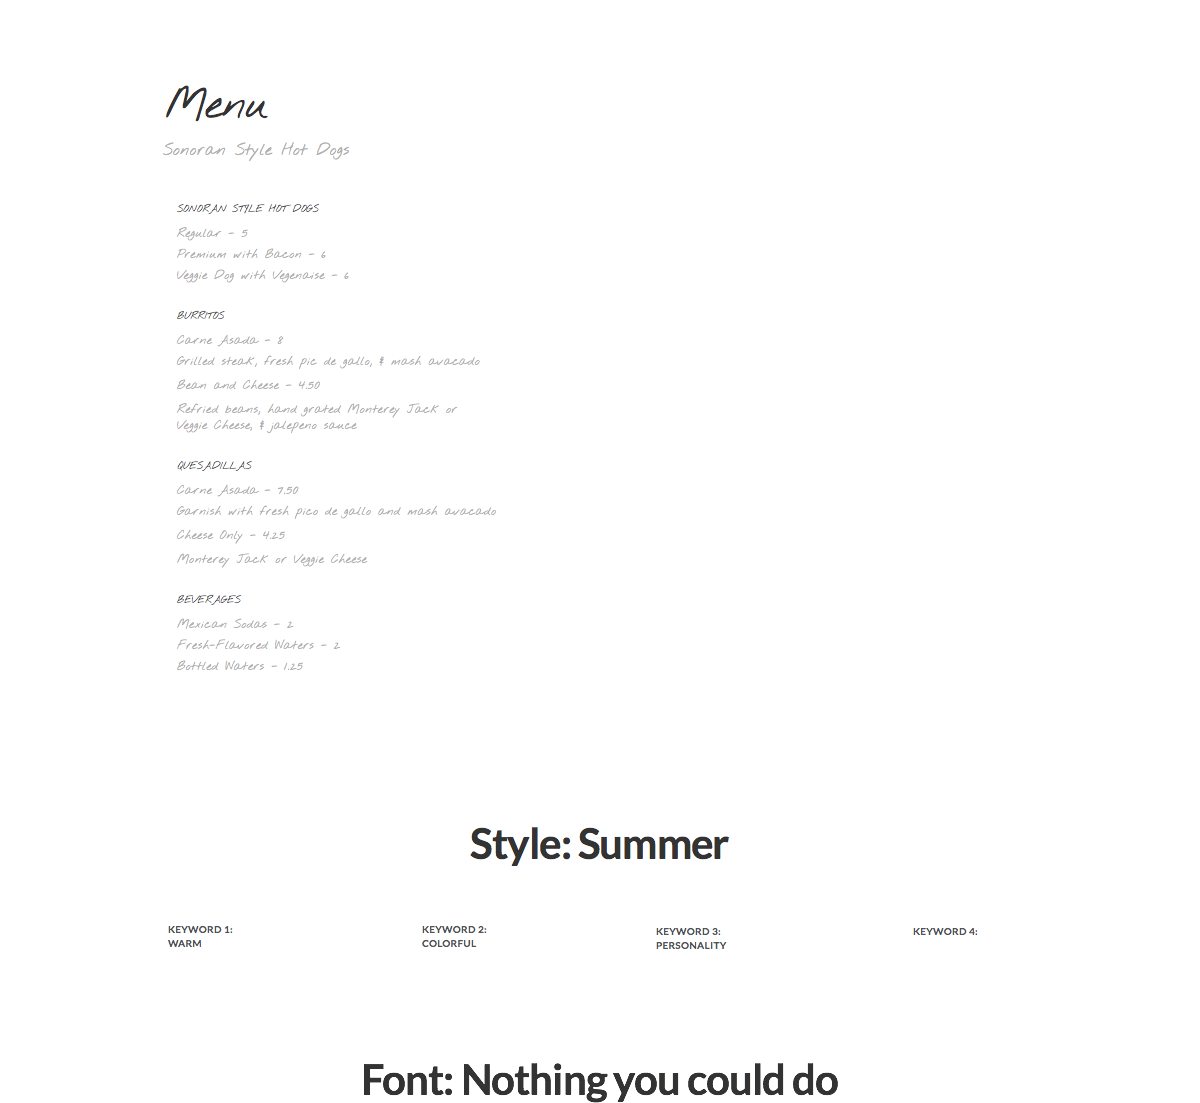 Menu
Sonoran Style Hot Dogs
SONORAN STYLE HOT DOGS
Regular - 5
Premium with Bacon - 6
Veggie Dog with Vegenaise - 6
BURRITOS
Carne Asada - 8
Grilled steak, fresh pic de gallo, & mash avacado
Bean and Cheese - 4.50
Refried beans, hand grated Monterey Jack or
Veggie Cheese, & jalepeno sauce
QUESADILLAS
Carne Asada - 7.50
Garnish with fresh pico de gallo and mash avacado
Cheese Only - 4.25
Monterey Jack or Veggie Cheese
BEVERAGES
Mexican Sodas - 2
Fresh-Flavored Waters - 2
Bottled Waters - 1.25
Style: Summer
KEYWORD 1:
WARM
KEYWORD 2:
COLORFUL
KEYWORD 3:
PERSONALITY
KEYWORD 4:
Font: Nothing you could do